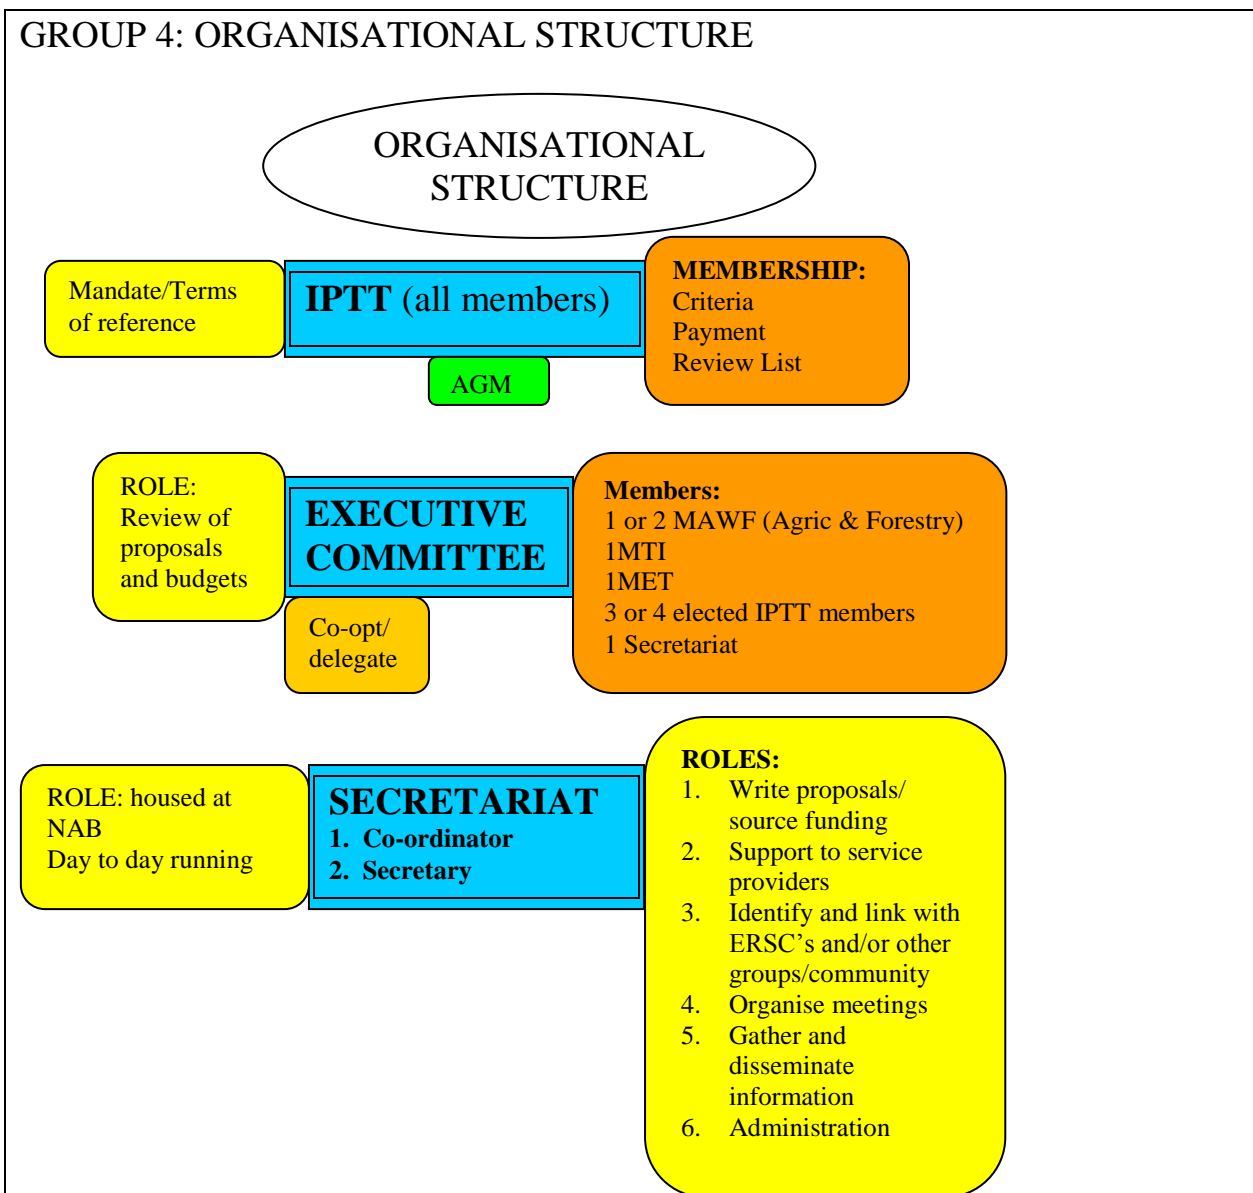 GROUP 4: ORGANISATIONAL STRUCTURE
ORGANISATIONAL
STRUCTURE
Mandate/Terms
of reference
IPTT (all members)
MEMBERSHIP:
Criteria
Payment
Review List
AGM
ROLE:
Review of
proposals
and budgets
EXECUTIVE
COMMITTEE
Members:
1 or 2 MAWF (Agric & Forestry)
1MTI
1MET
3 or 4 elected IPTT members
1 Secretariat
Co-opt/
delegate
ROLE: housed at
NAB
Day to day running
SECRETARIAT
1. Co-ordinator
2. Secretary
ROLES:
1. Write proposals/
source funding
2. Support to service
providers
3. Identify and link with
ERSC’s and/or other
groups/community
4. Organise meetings
5. Gather and
disseminate
information
6. Administration